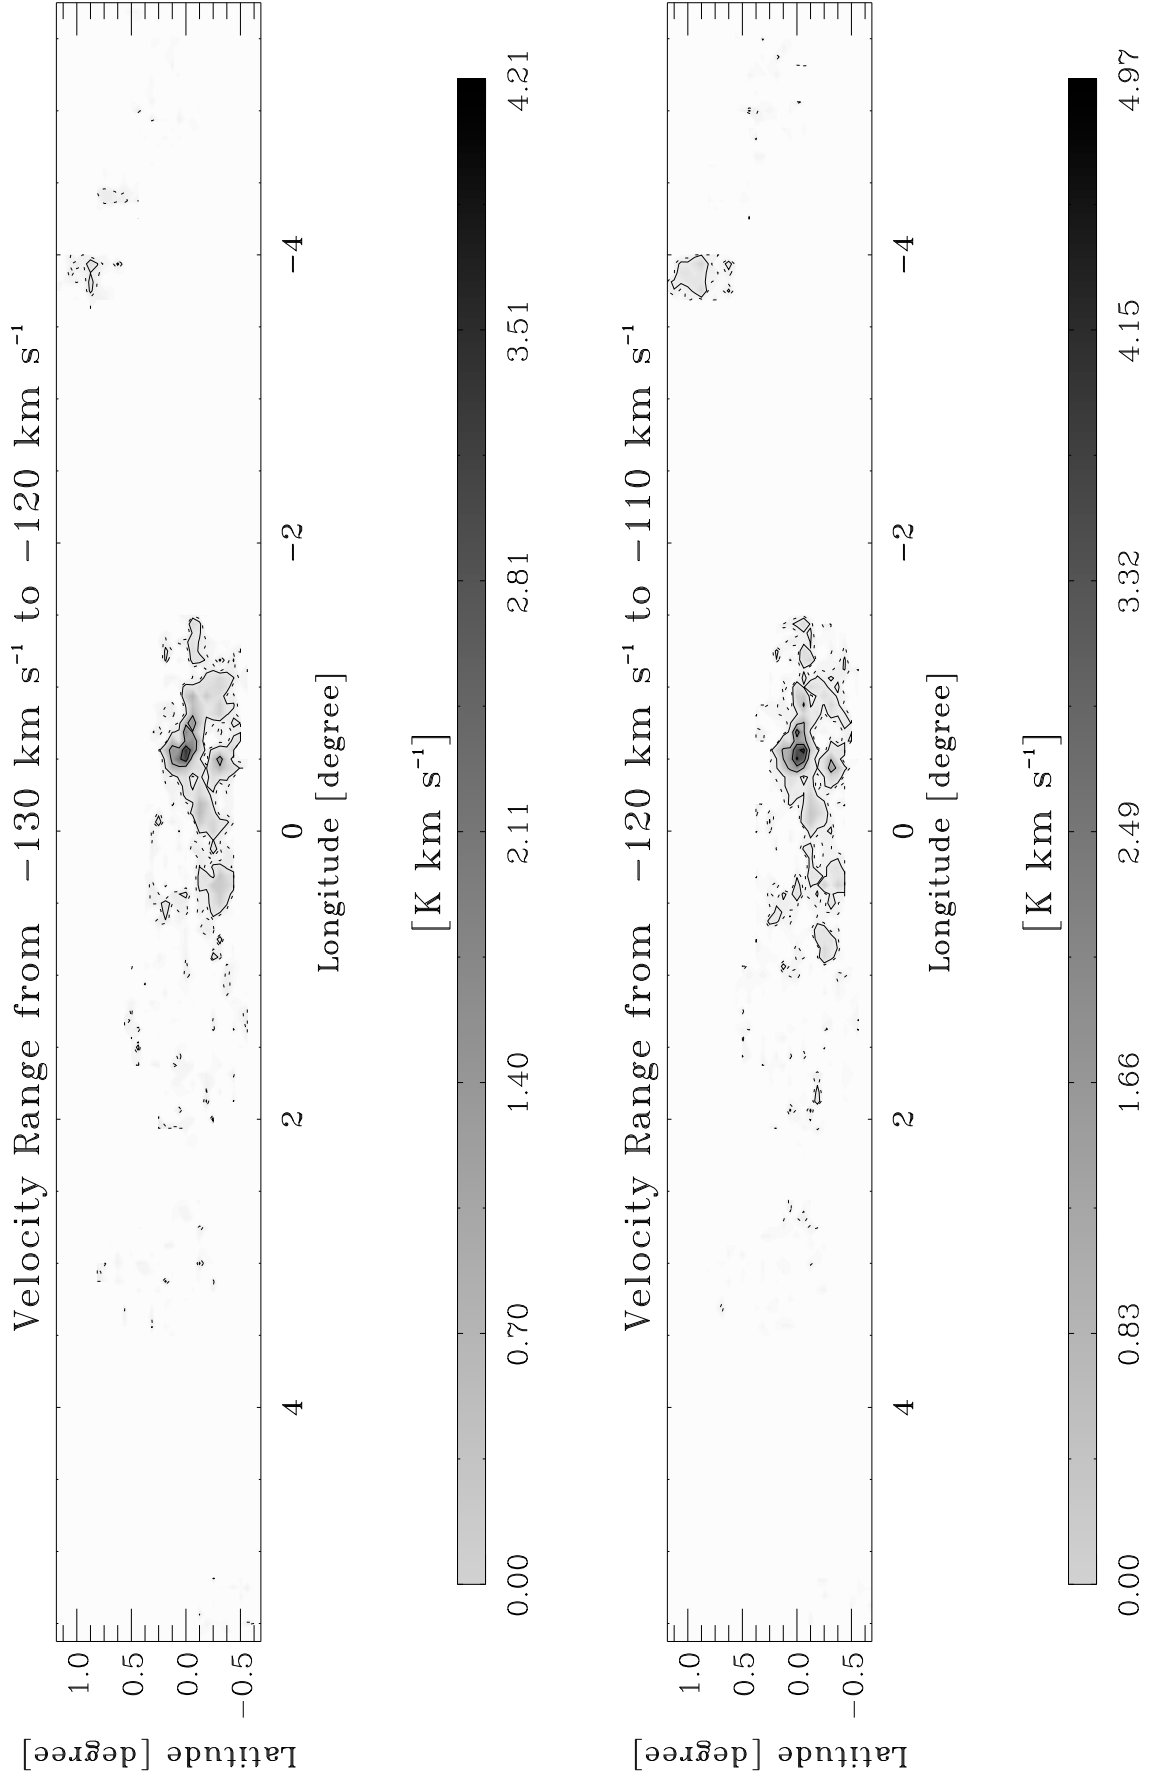 Velocity Range from −130 km s⁻¹ to −120 km s⁻¹
Latitude [degree]
1.0
0.5
0.0
−0.5
4 2 0 −2 −4
Longitude [degree]
[K km s⁻¹]
0.00 0.70 1.40 2.11 2.81 3.51 4.21
Velocity Range from −120 km s⁻¹ to −110 km s⁻¹
Latitude [degree]
1.0
0.5
0.0
−0.5
4 2 0 −2 −4
Longitude [degree]
[K km s⁻¹]
0.00 0.83 1.66 2.49 3.32 4.15 4.97